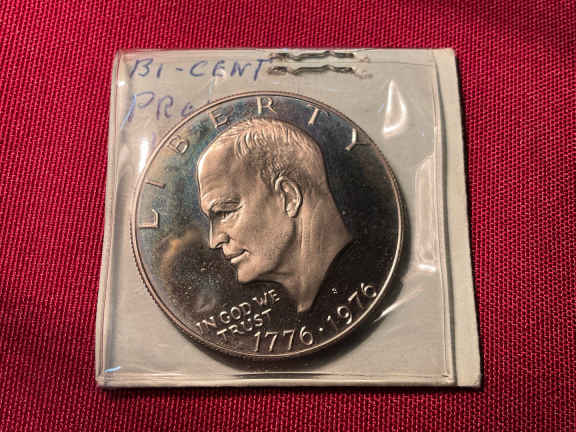 BI-CENT
LIBERTY
IN GOD WE
TRUST
S
1776·1976